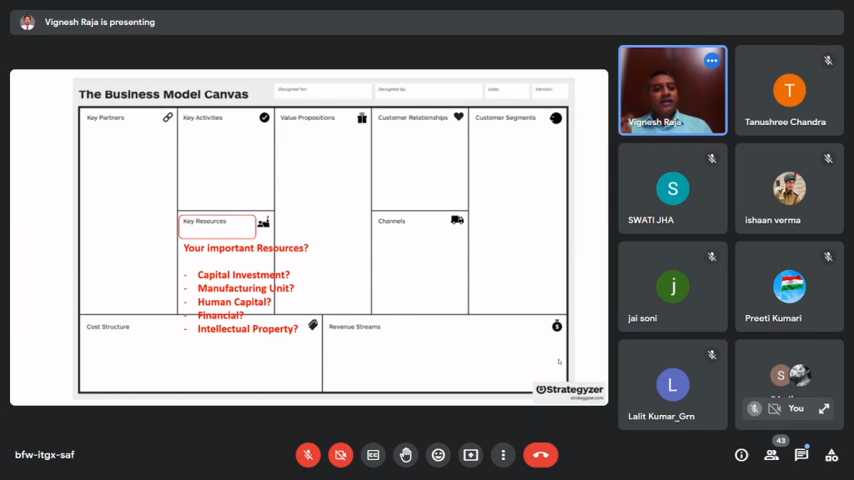 Vignesh Raja is presenting
The Business Model Canvas
Designed for:
Designed by:
Date:
Version:
Key Partners
Key Activities
Value Propositions
Customer Relationships
Customer Segments
Key Resources
Channels
Your important Resources?
- Capital Investment?
- Manufacturing Unit?
- Human Capital?
- Financial?
- Intellectual Property?
Cost Structure
Revenue Streams
Strategyzer
strategyzer.com
Vignesh Raja
T
Tanushree Chandra
S
SWATI JHA
ishaan verma
j
jai soni
Preeti Kumari
L
Lalit Kumar_Grn
S
You
bfw-itgx-saf
43